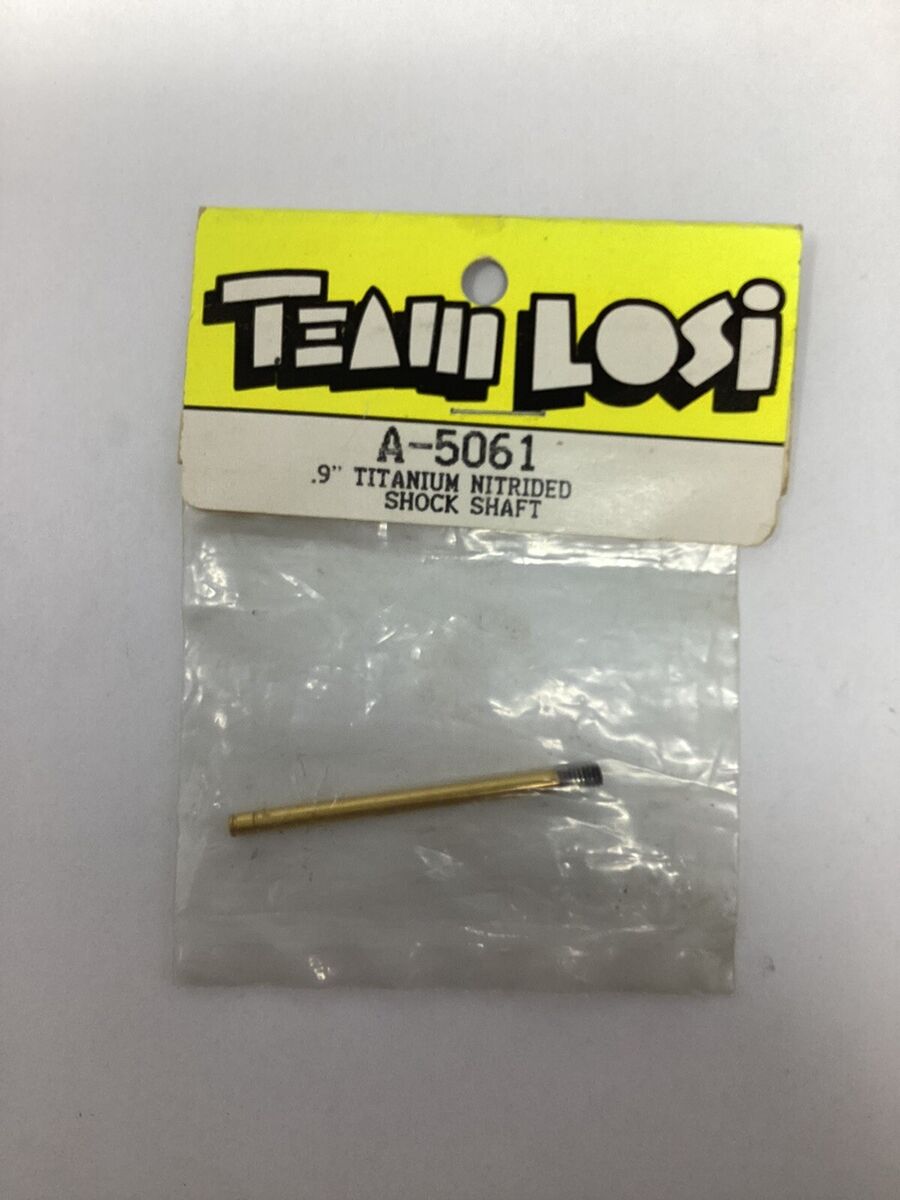 TEAM LOSi
A-5061
.9" TITANIUM NITRIDED
SHOCK SHAFT